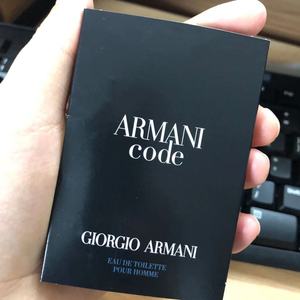 ARMANI
code
GIORGIO ARMANI
EAU DE TOILETTE
POUR HOMME